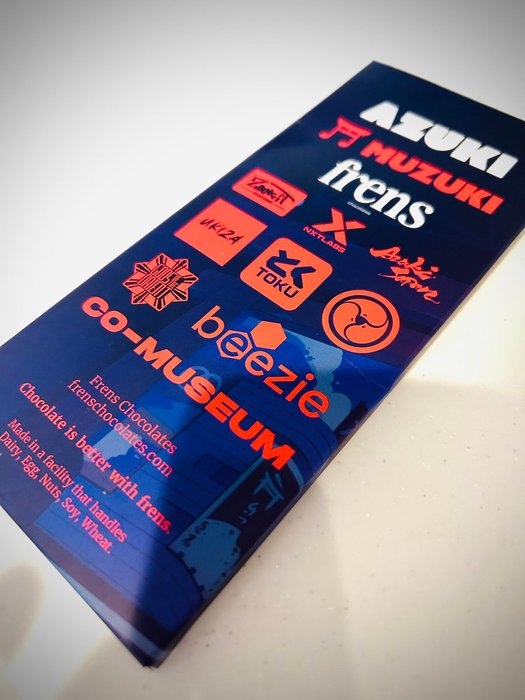 AZUKI
MUZUKI
frens
NXTLABS
UKIZA
TOKU
beezie
CO-MUSEUM
Frens Chocolates
frenschocolates.com
Chocolate is better with frens.
Made in a facility that handles
Dairy, Egg, Nuts, Soy, Wheat.